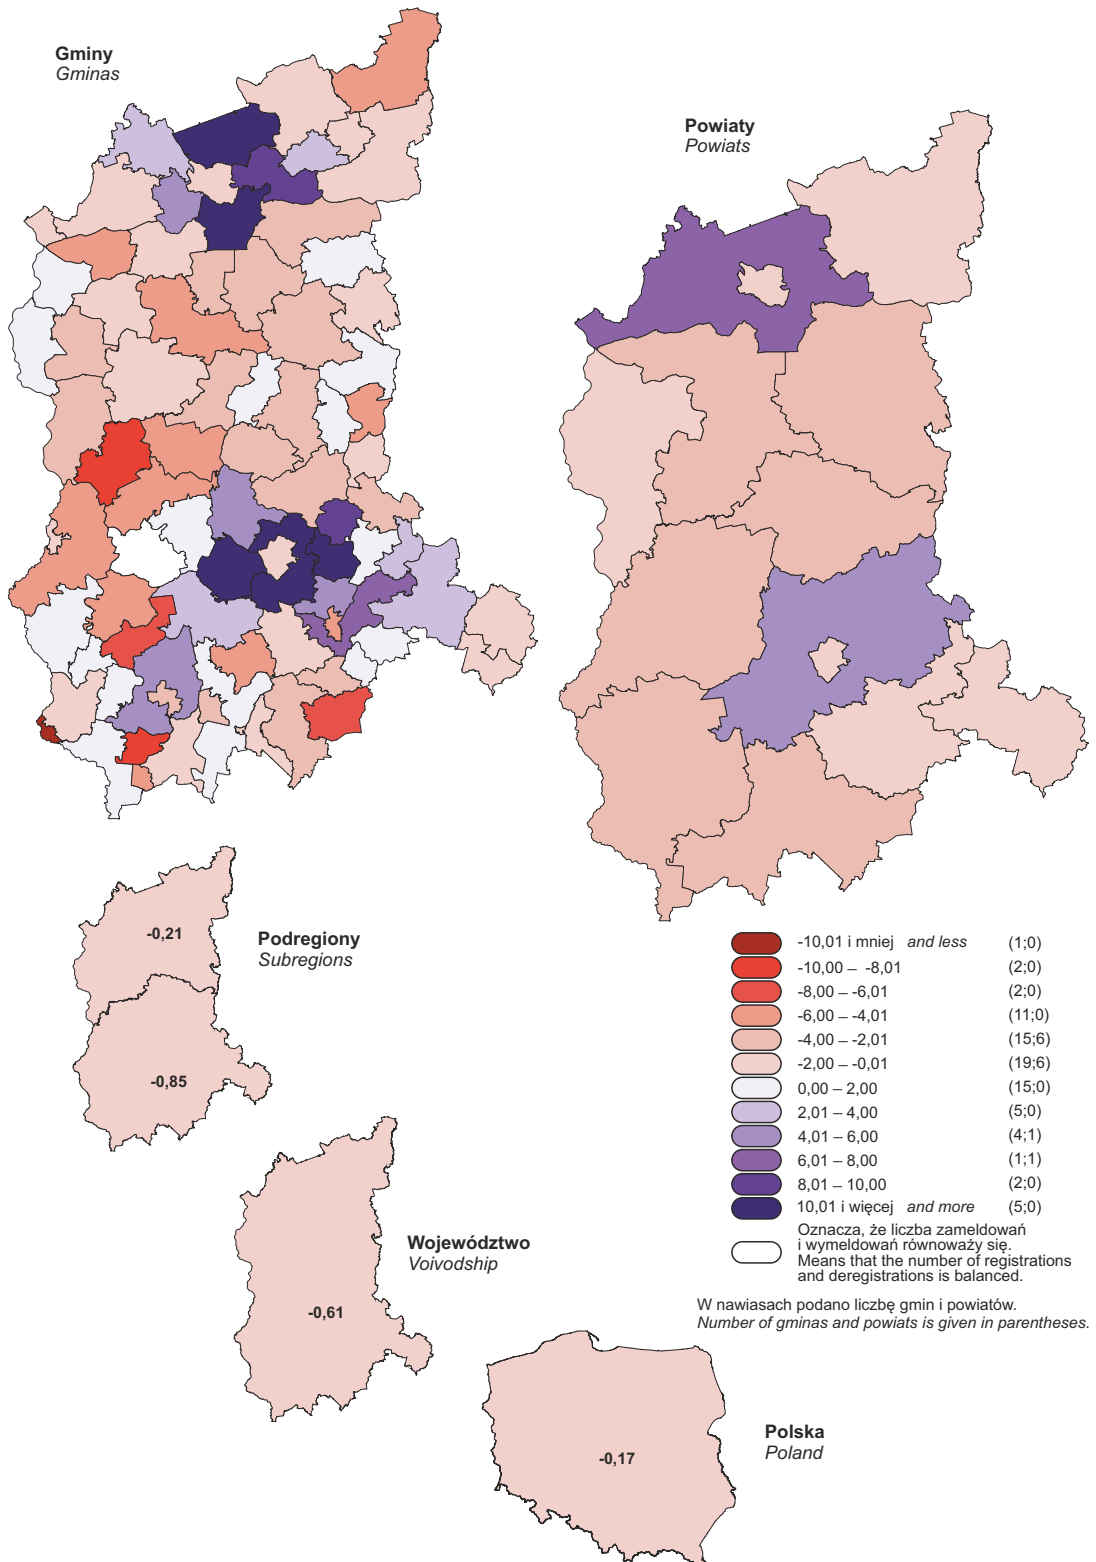 Gminy
Gminas
Powiaty
Powiats
-0,21
Podregiony
Subregions
-0,85
-10,01 i mniej and less (1;0)
-10,00 – -8,01 (2;0)
-8,00 – -6,01 (2;0)
-6,00 – -4,01 (11;0)
-4,00 – -2,01 (15;6)
-2,00 – -0,01 (19;6)
0,00 – 2,00 (15;0)
2,01 – 4,00 (5;0)
4,01 – 6,00 (4;1)
6,01 – 8,00 (1;1)
8,01 – 10,00 (2;0)
10,01 i więcej and more (5;0)
Oznacza, że liczba zameldowań
i wymeldowań równoważy się.
Means that the number of registrations
and deregistrations is balanced.
W nawiasach podano liczbę gmin i powiatów.
Number of gminas and powiats is given in parentheses.
Województwo
Voivodship
-0,61
Polska
Poland
-0,17